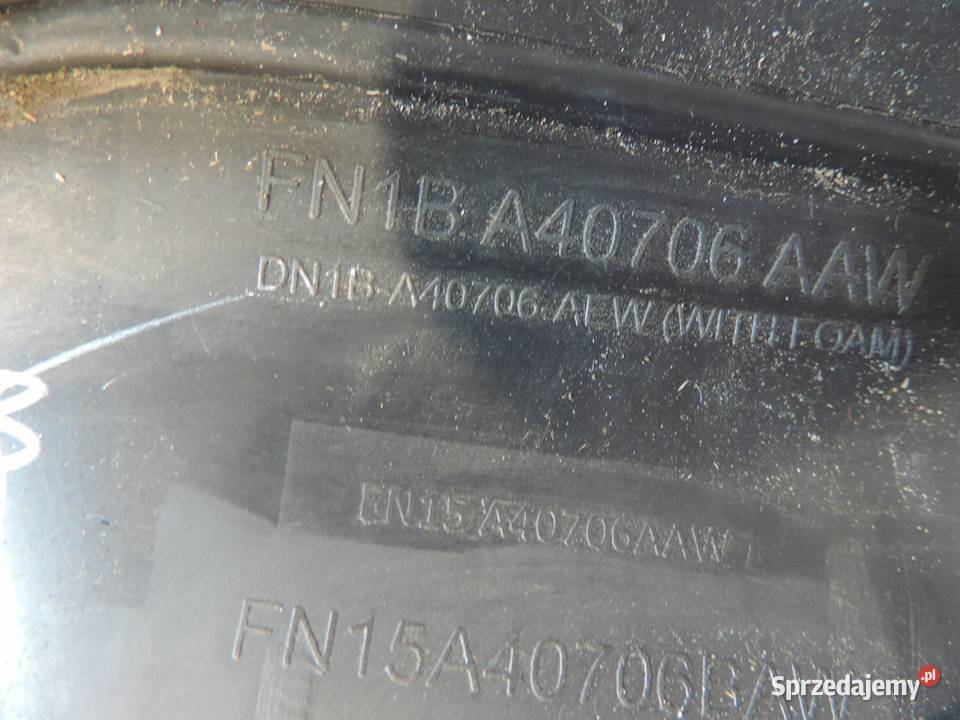 FN1B A40706 AAW
DN1B A40706 AEW (WITH FOAM)
FN15 A40706AAW
FN15A40706BAW
Sprzedajemy.pl